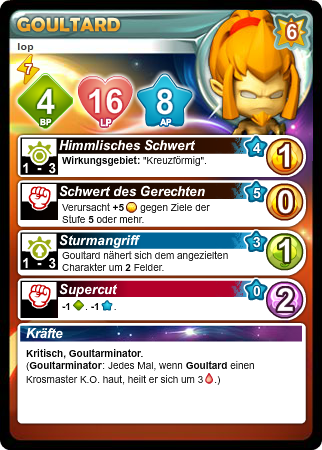 GOULTARD
6
Iop
7
4
BP
16
LP
8
AP
Himmlisches Schwert
4
1
1 - 3
Wirkungsgebiet: "Kreuzförmig".
Schwert des Gerechten
5
0
Verursacht +5 gegen Ziele der
Stufe 5 oder mehr.
Sturmangriff
3
1
1 - 3
Goultard nähert sich dem angezielten
Charakter um 2 Felder.
Supercut
0
2
-1 . -1 .
Kräfte
Kritisch, Goultarminator.
(Goultarminator: Jedes Mal, wenn Goultard einen
Krosmaster K.O. haut, heilt er sich um 3 .)